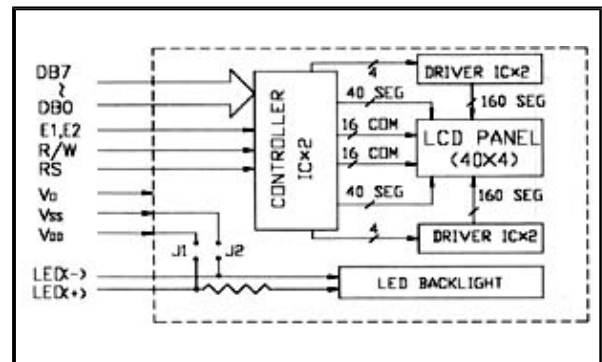 DB7
~
DB0
E1,E2
R/W
RS
V0
VSS
VDD
LED(-)
LED(+)
J1
J2
CONTROLLER
IC×2
4
DRIVER IC×2
40 SEG
160 SEG
16 COM
16 COM
LCD PANEL
(40X4)
40 SEG
160 SEG
4
DRIVER IC×2
LED BACKLIGHT